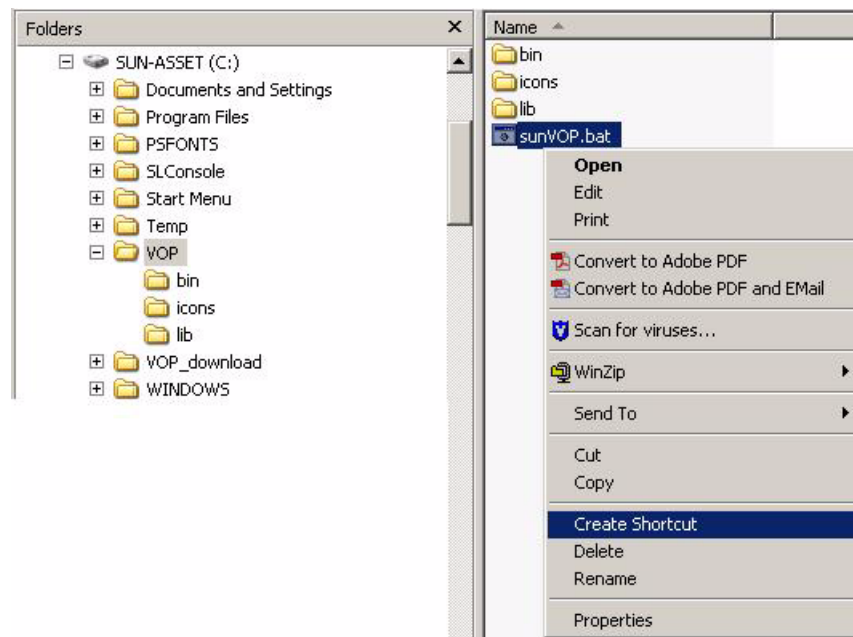 Folders
SUN-ASSET (C:)
Documents and Settings
Program Files
PSFONTS
SLConsole
Start Menu
Temp
VOP
bin
icons
lib
VOP_download
WINDOWS
Name
bin
icons
lib
sunVOP.bat
Open
Edit
Print
Convert to Adobe PDF
Convert to Adobe PDF and EMail
Scan for viruses...
WinZip
Send To
Cut
Copy
Create Shortcut
Delete
Rename
Properties